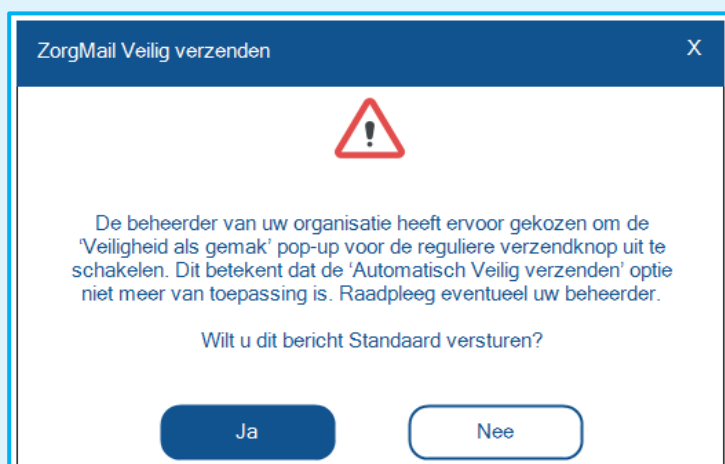 ZorgMail Veilig verzenden X
De beheerder van uw organisatie heeft ervoor gekozen om de
‘Veiligheid als gemak’ pop-up voor de reguliere verzendknop uit te
schakelen. Dit betekent dat de ‘Automatisch Veilig verzenden’ optie
niet meer van toepassing is. Raadpleeg eventueel uw beheerder.
Wilt u dit bericht Standaard versturen?
Ja Nee